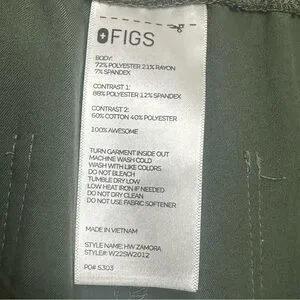 FIGS
BODY:
72% POLYESTER 21% RAYON
7% SPANDEX
CONTRAST 1:
88% POLYESTER 12% SPANDEX
CONTRAST 2:
60% COTTON 40% POLYESTER
100% AWESOME
TURN GARMENT INSIDE OUT
MACHINE WASH COLD
WASH WITH LIKE COLORS
DO NOT BLEACH
TUMBLE DRY LOW
LOW HEAT IRON IF NEEDED
DO NOT DRY CLEAN
DO NOT USE FABRIC SOFTENER
MADE IN VIETNAM
STYLE NAME: HW ZAMORA
STYLE#: W22SW2012
PO# 5303